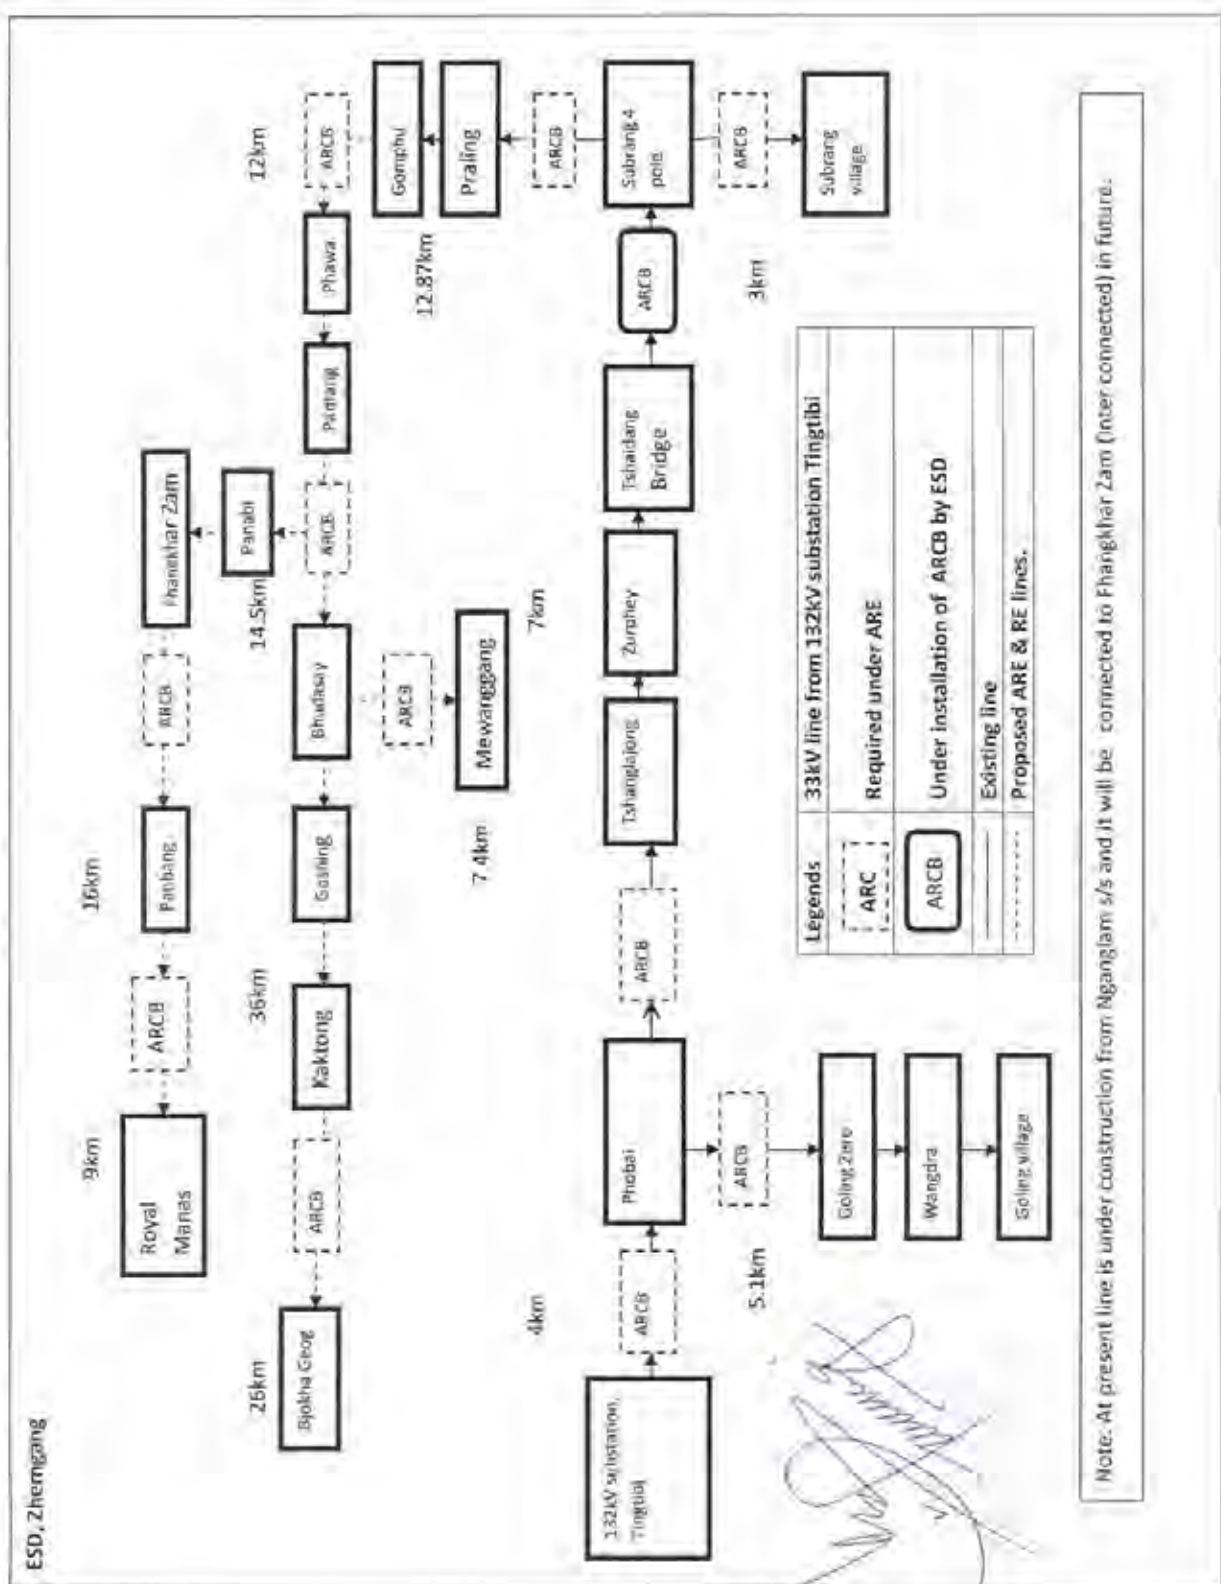 ESD, Zhemgang
9km
16km
Royal
Manas
ARCB
Panbang
ARCB
Phangkhar Zam
26km
36km
14.5km
Panabi
12km
Bjokha Geog
ARCB
Kaktong
Goshing
Bhudasay
ARCB
Pantang
Phawa
ARCB
7.4km
ARCB
Mewanggang
12.87km
Gomphu
Praling
ARCB
4km
7km
132kV substation,
Tingtibi
ARCB
Phobai
ARCB
Tshanglajong
Zurphey
Tshaidang
Bridge
ARCB
Subrang 4
pole
5.1km
ARCB
Goling Zero
Wangdra
Goling village
3km
ARCB
Subrang
village
Legends 33kV line from 132kV substation Tingtibi
ARC Required under ARE
ARCB Under installation of ARCB by ESD
Existing line
Proposed ARE & RE lines.
Note: At present line is under construction from Nganglam s/s and it will be connected to Fhangkhar Zam (inter connected) in future.